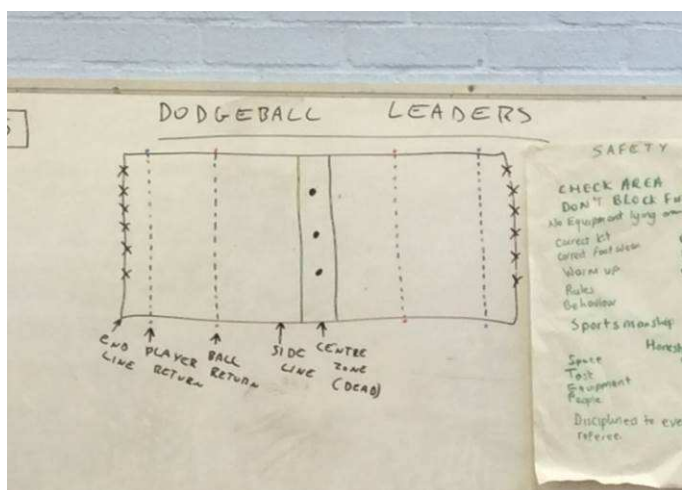 DODGEBALL LEADERS
END LINE
PLAYER RETURN
BALL RETURN
SIDE LINE
CENTRE ZONE (DEAD)
SAFETY
CHECK AREA
DON'T BLOCK
No Equipment lying
Correct kit
correct footwear
Warm up
Rules
Behaviour
Sportsmanship
Space
Task
Equipment
People
Disciplined to
referee.